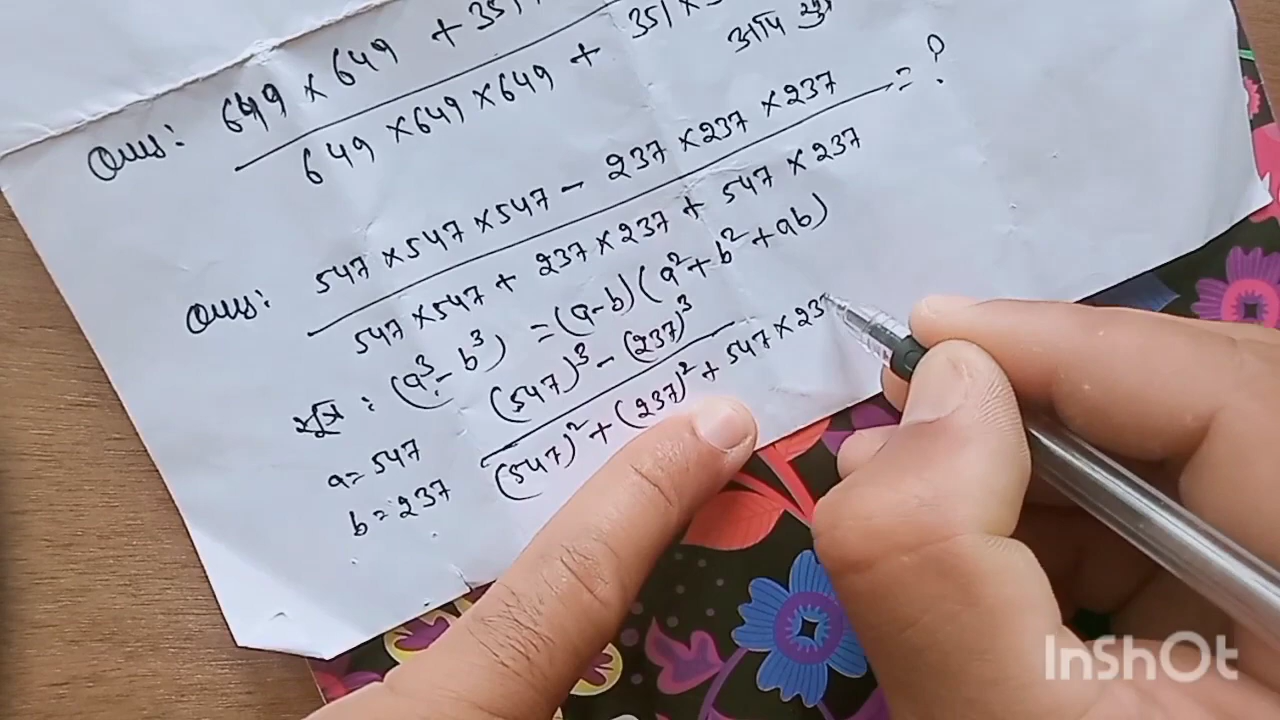 Ques: 649 × 649 + 351
649 × 649 × 649 + 351 ×
आप
Ques: 547 × 547 × 547 - 237 × 237 × 237 = ?
547 × 547 + 237 × 237 + 547 × 237
सूत्र : (a³ - b³) = (a-b) (a² + b² + ab)
a = 547 (547)³ - (237)³
b = 237 (547)² + (237)² + 547 × 237
InShOt